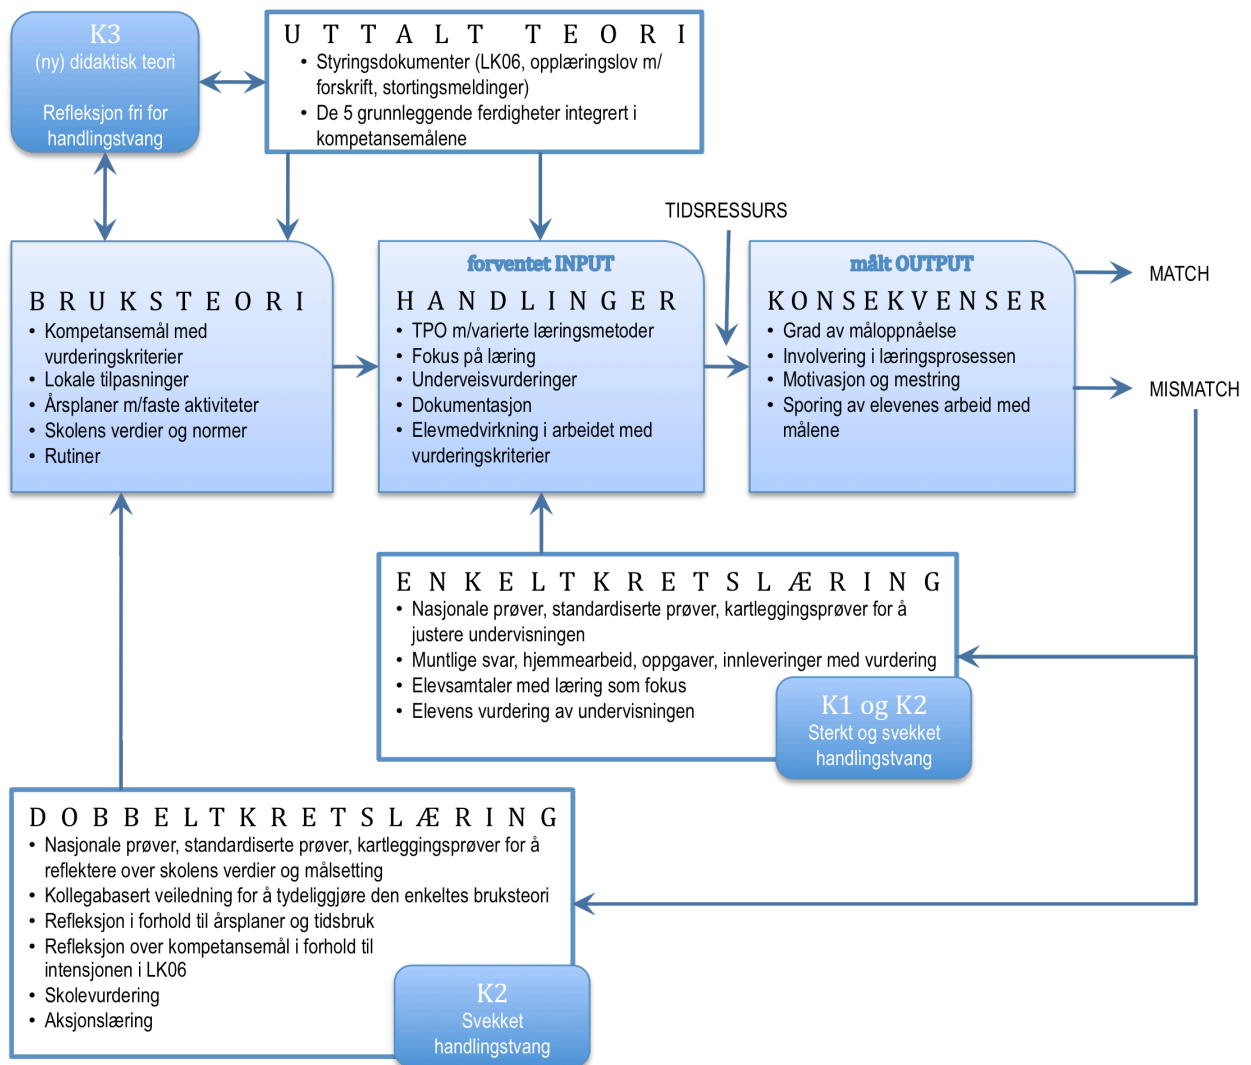 K3
(ny) didaktisk teori
Refleksjon fri for
handlingstvang
UTTALT TEORI
• Styringsdokumenter (LK06, opplæringslov m/
forskrift, stortingsmeldinger)
• De 5 grunnleggende ferdigheter integrert i
kompetansemålene
TIDSRESSURS
BRUKSTEORI
• Kompetansemål med
vurderingskriterier
• Lokale tilpasninger
• Årsplaner m/faste aktiviteter
• Skolens verdier og normer
• Rutiner
forventet INPUT
HANDLINGER
• TPO m/varierte læringsmetoder
• Fokus på læring
• Underveisvurderinger
• Dokumentasjon
• Elevmedvirkning i arbeidet med
vurderingskriterier
målt OUTPUT
KONSEKVENSER
• Grad av måloppnåelse
• Involvering i læringsprosessen
• Motivasjon og mestring
• Sporing av elevenes arbeid med
målene
MATCH
MISMATCH
ENKELTKRETSLÆRING
• Nasjonale prøver, standardiserte prøver, kartleggingsprøver for å
justere undervisningen
• Muntlige svar, hjemmearbeid, oppgaver, innleveringer med vurdering
• Elevsamtaler med læring som fokus
• Elevens vurdering av undervisningen
K1 og K2
Sterkt og svekket
handlingstvang
DOBBELTKRETSLÆRING
• Nasjonale prøver, standardiserte prøver, kartleggingsprøver for å
reflektere over skolens verdier og målsetting
• Kollegabasert veiledning for å tydeliggjøre den enkeltes bruksteori
• Refleksjon i forhold til årsplaner og tidsbruk
• Refleksjon over kompetansemål i forhold til
intensjonen i LK06
• Skolevurdering
• Aksjonslæring
K2
Svekket
handlingstvang